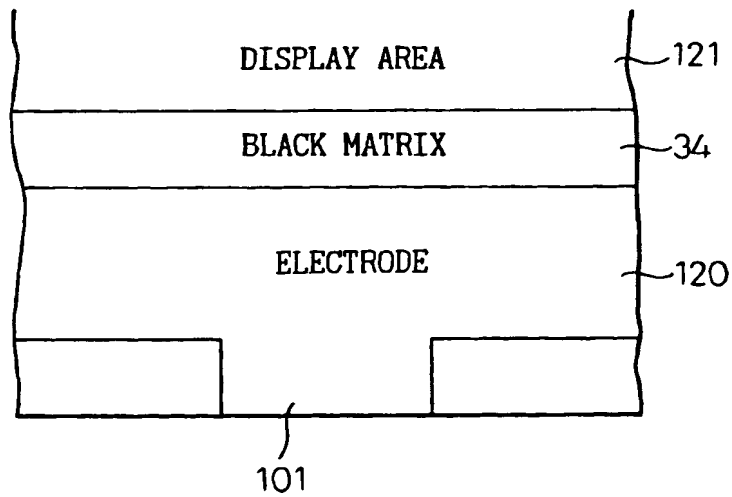 DISPLAY AREA
121
BLACK MATRIX
34
ELECTRODE
120
101